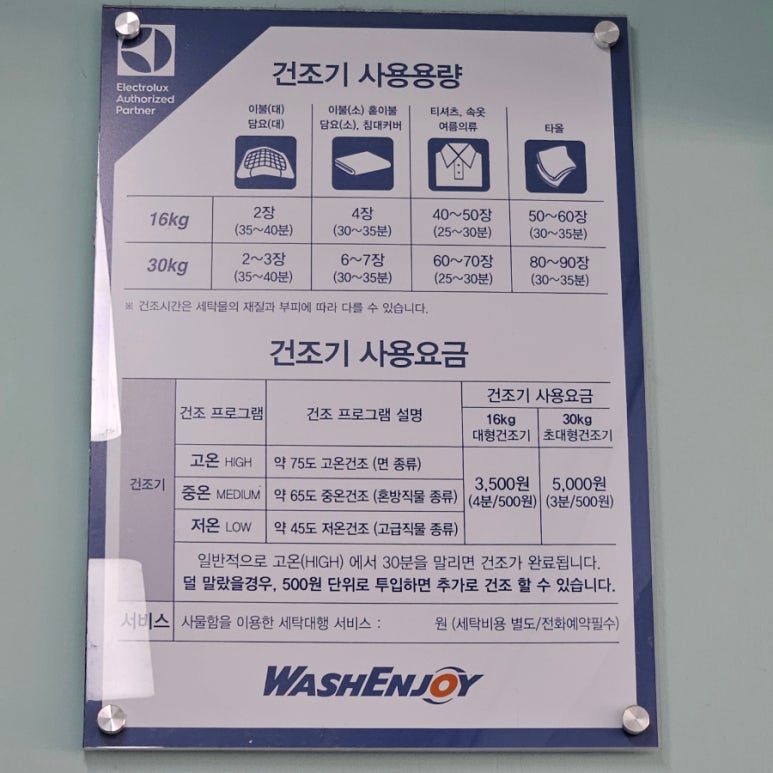 Electrolux
Authorized
Partner
건조기 사용용량
이불(대)
담요(대)
이불(소) 홑이불
담요(소), 침대커버
티셔츠, 속옷
여름의류
타올
16kg 2장 4장 40~50장 50~60장
(35~40분) (30~35분) (25~30분) (30~35분)
30kg 2~3장 6~7장 60~70장 80~90장
(35~40분) (30~35분) (25~30분) (30~35분)
※ 건조시간은 세탁물의 재질과 부피에 따라 다를 수 있습니다.
건조기 사용요금
건조 프로그램 건조 프로그램 설명 건조기 사용요금
16kg
대형건조기
30kg
초대형건조기
건조기
고온 HIGH 약 75도 고온건조 (면 종류)
중온 MEDIUM 약 65도 중온건조 (혼방직물 종류)
저온 LOW 약 45도 저온건조 (고급직물 종류)
3,500원
(4분/500원)
5,000원
(3분/500원)
일반적으로 고온(HIGH) 에서 30분을 말리면 건조가 완료됩니다.
덜 말랐을경우, 500원 단위로 투입하면 추가로 건조 할 수 있습니다.
서비스 사물함을 이용한 세탁대행 서비스 : 원 (세탁비용 별도/전화예약필수)
WASHENJOY